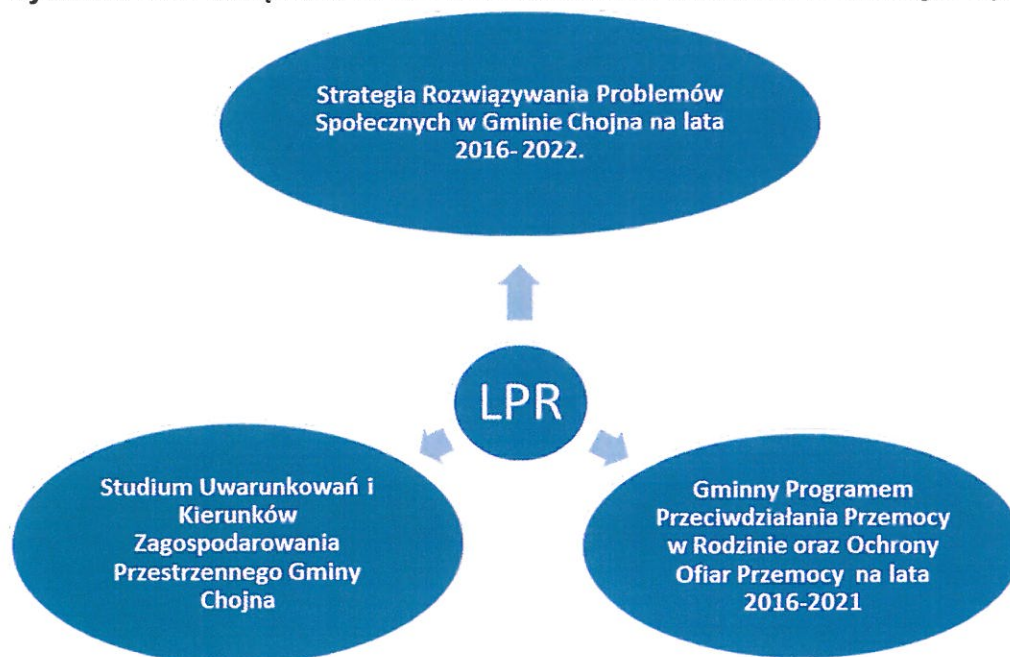 Strategia Rozwiązywania Problemów
Społecznych w Gminie Chojna na lata
2016- 2022.
LPR
Studium Uwarunkowań i
Kierunków
Zagospodarowania
Przestrzennego Gminy
Chojna
Gminny Programem
Przeciwdziałania Przemocy
w Rodzinie oraz Ochrony
Ofiar Przemocy na lata
2016-2021